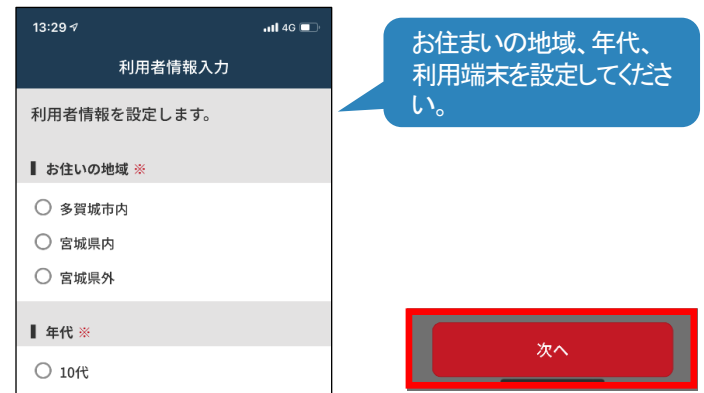 13:29
4G
利用者情報入力
利用者情報を設定します。
お住いの地域 ※
多賀城市内
宮城県内
宮城県外
年代 ※
10代
お住まいの地域、年代、
利用端末を設定してくださ
い。
次へ